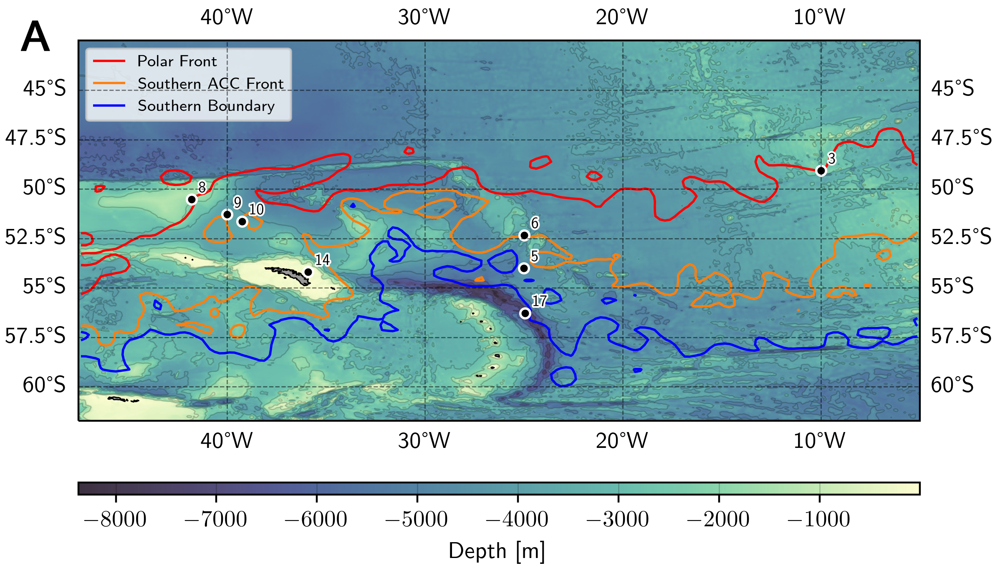 A
40°W 30°W 20°W 10°W
Polar Front
Southern ACC Front
Southern Boundary
45°S 45°S
47.5°S 47.5°S
3
50°S 50°S
8
9
10
6
52.5°S 52.5°S
5
14
55°S 55°S
17
57.5°S 57.5°S
60°S 60°S
40°W 30°W 20°W 10°W
−8000 −7000 −6000 −5000 −4000 −3000 −2000 −1000
Depth [m]